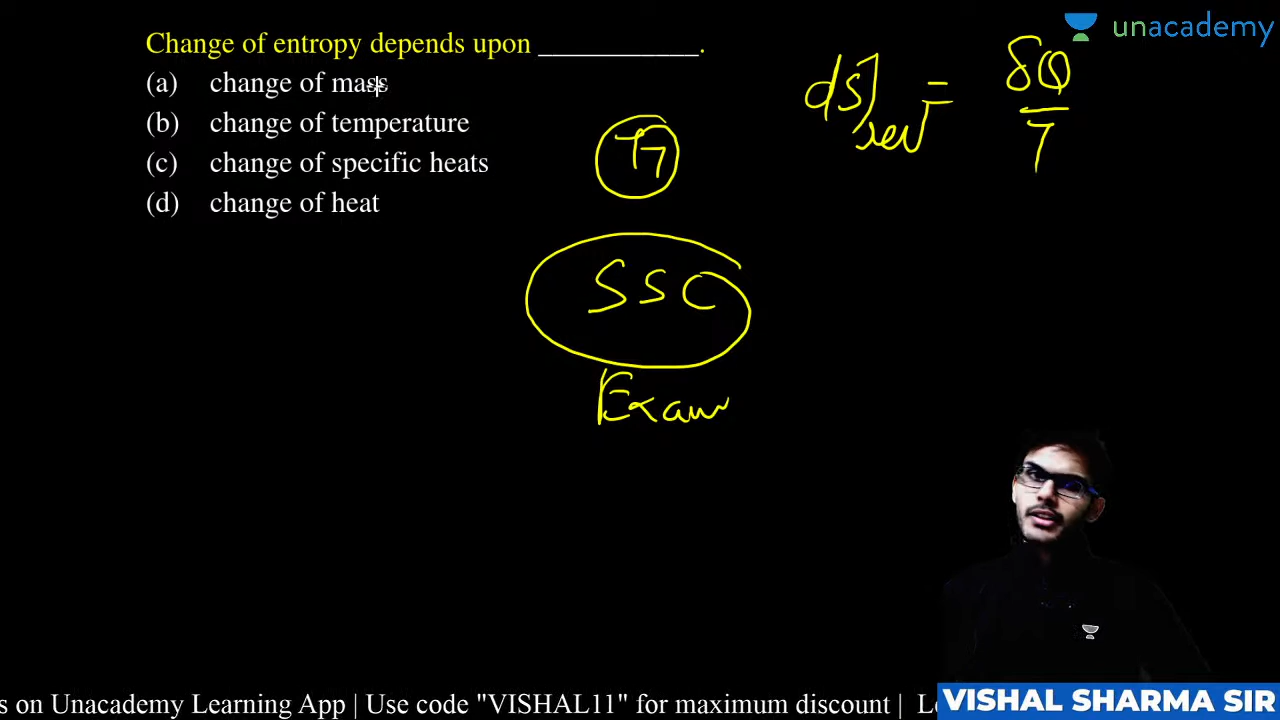 unacademy
Change of entropy depends upon ___________.
(a) change of mass
(b) change of temperature
(c) change of specific heats
(d) change of heat
dS]rev = δQ/T
SSC
Exam
s on Unacademy Learning App | Use code "VISHAL11" for maximum discount | L
VISHAL SHARMA SIR